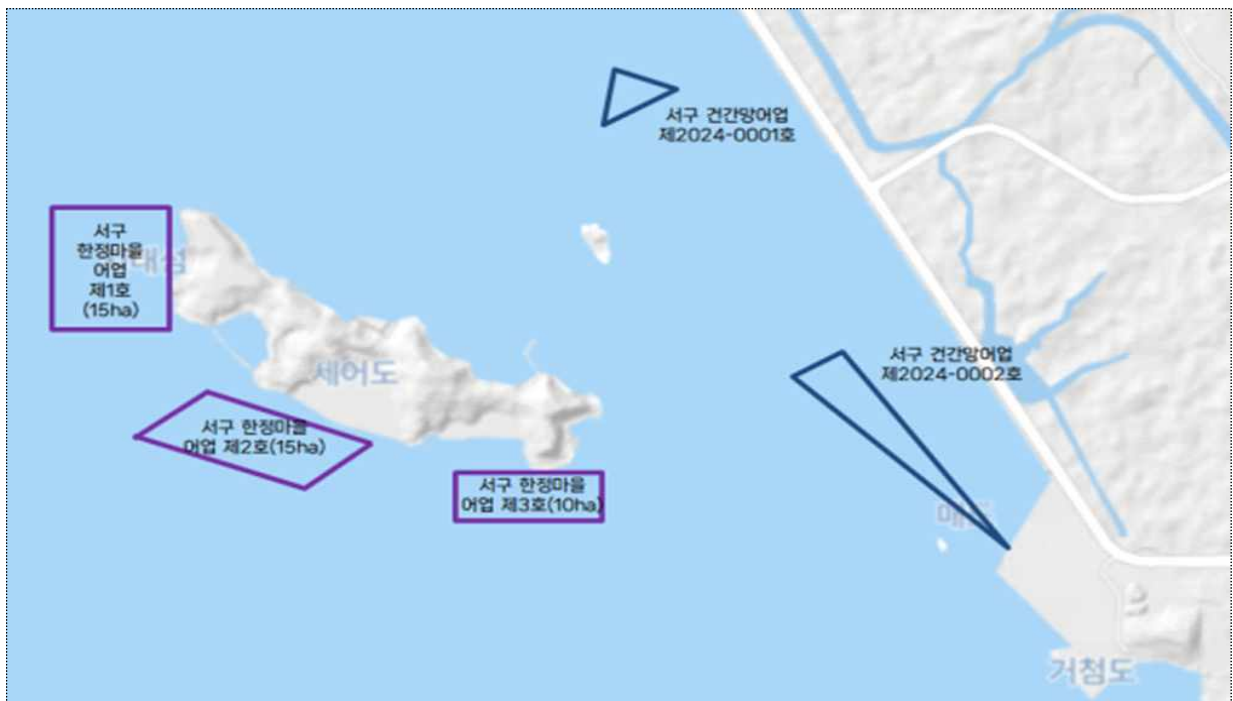 서구 건간망어업
제2024-0001호
서구
한정마을
어업
제1호
(15ha)
세어도
서구 건간망어업
제2024-0002호
서구 한정마을
어업 제2호(15ha)
서구 한정마을
어업 제3호(10ha)
거첨도